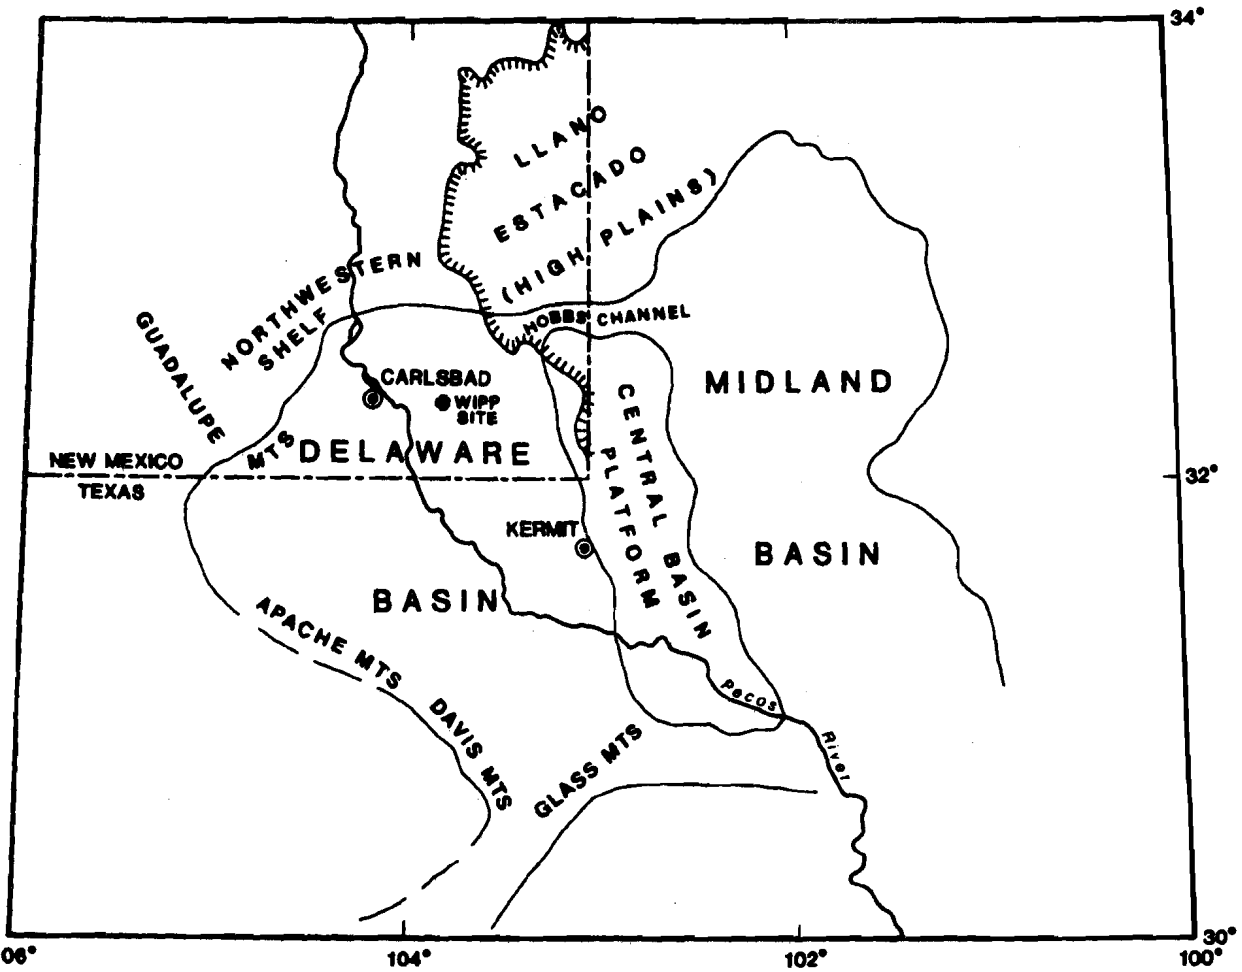 34°
LLANO
ESTACADO
(HIGH PLAINS)
NORTHWESTERN
SHELF
HOBBS CHANNEL
GUADALUPE
MTS
CARLSBAD
WIPP
SITE
MIDLAND
BASIN
CENTRAL BASIN
PLATFORM
DELAWARE
BASIN
NEW MEXICO
TEXAS
32°
KERMIT
APACHE MTS
DAVIS MTS
GLASS MTS
Pecos
River
30°
06°
104°
102°
100°